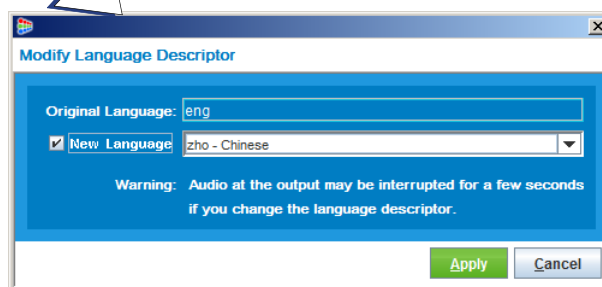 Modify Language Descriptor
Original Language: eng
New Language zho - Chinese
Warning: Audio at the output may be interrupted for a few seconds
if you change the language descriptor.
Apply Cancel